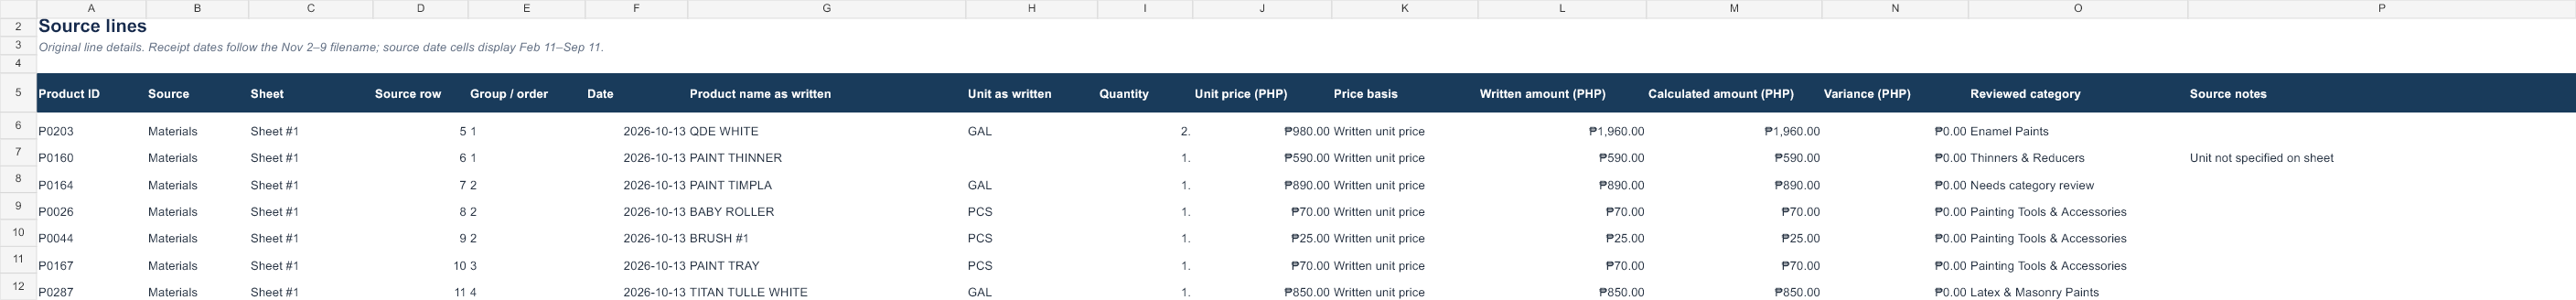 A B C D E F G H I J K L M N O P
2 Source lines
3 Original line details. Receipt dates follow the Nov 2–9 filename; source date cells display Feb 11–Sep 11.
4
5 Product ID Source Sheet Source row Group / order Date Product name as written Unit as written Quantity Unit price (PHP) Price basis Written amount (PHP) Calculated amount (PHP) Variance (PHP) Reviewed category Source notes
6 P0203 Materials Sheet #1 5 1 2026-10-13 QDE WHITE GAL 2. ₱980.00 Written unit price ₱1,960.00 ₱1,960.00 ₱0.00 Enamel Paints
7 P0160 Materials Sheet #1 6 1 2026-10-13 PAINT THINNER 1. ₱590.00 Written unit price ₱590.00 ₱590.00 ₱0.00 Thinners & Reducers Unit not specified on sheet
8 P0164 Materials Sheet #1 7 2 2026-10-13 PAINT TIMPLA GAL 1. ₱890.00 Written unit price ₱890.00 ₱890.00 ₱0.00 Needs category review
9 P0026 Materials Sheet #1 8 2 2026-10-13 BABY ROLLER PCS 1. ₱70.00 Written unit price ₱70.00 ₱70.00 ₱0.00 Painting Tools & Accessories
10 P0044 Materials Sheet #1 9 2 2026-10-13 BRUSH #1 PCS 1. ₱25.00 Written unit price ₱25.00 ₱25.00 ₱0.00 Painting Tools & Accessories
11 P0167 Materials Sheet #1 10 3 2026-10-13 PAINT TRAY PCS 1. ₱70.00 Written unit price ₱70.00 ₱70.00 ₱0.00 Painting Tools & Accessories
12 P0287 Materials Sheet #1 11 4 2026-10-13 TITAN TULLE WHITE GAL 1. ₱850.00 Written unit price ₱850.00 ₱850.00 ₱0.00 Latex & Masonry Paints